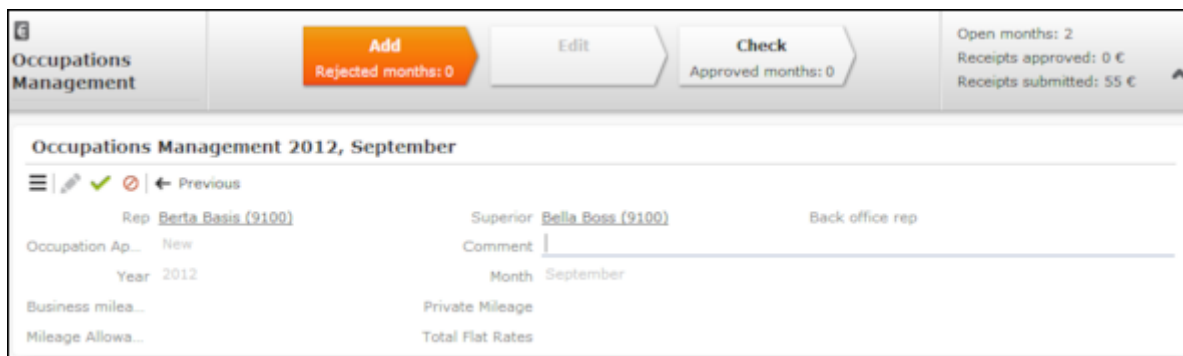 Occupations
Management
Add
Rejected months: 0
Edit
Check
Approved months: 0
Open months: 2
Receipts approved: 0 €
Receipts submitted: 55 €
Occupations Management 2012, September
Previous
Rep Berta Basis (9100) Superior Bella Boss (9100) Back office rep
Occupation Ap... New Comment
Year 2012 Month September
Business milea... Private Mileage
Mileage Allowa... Total Flat Rates